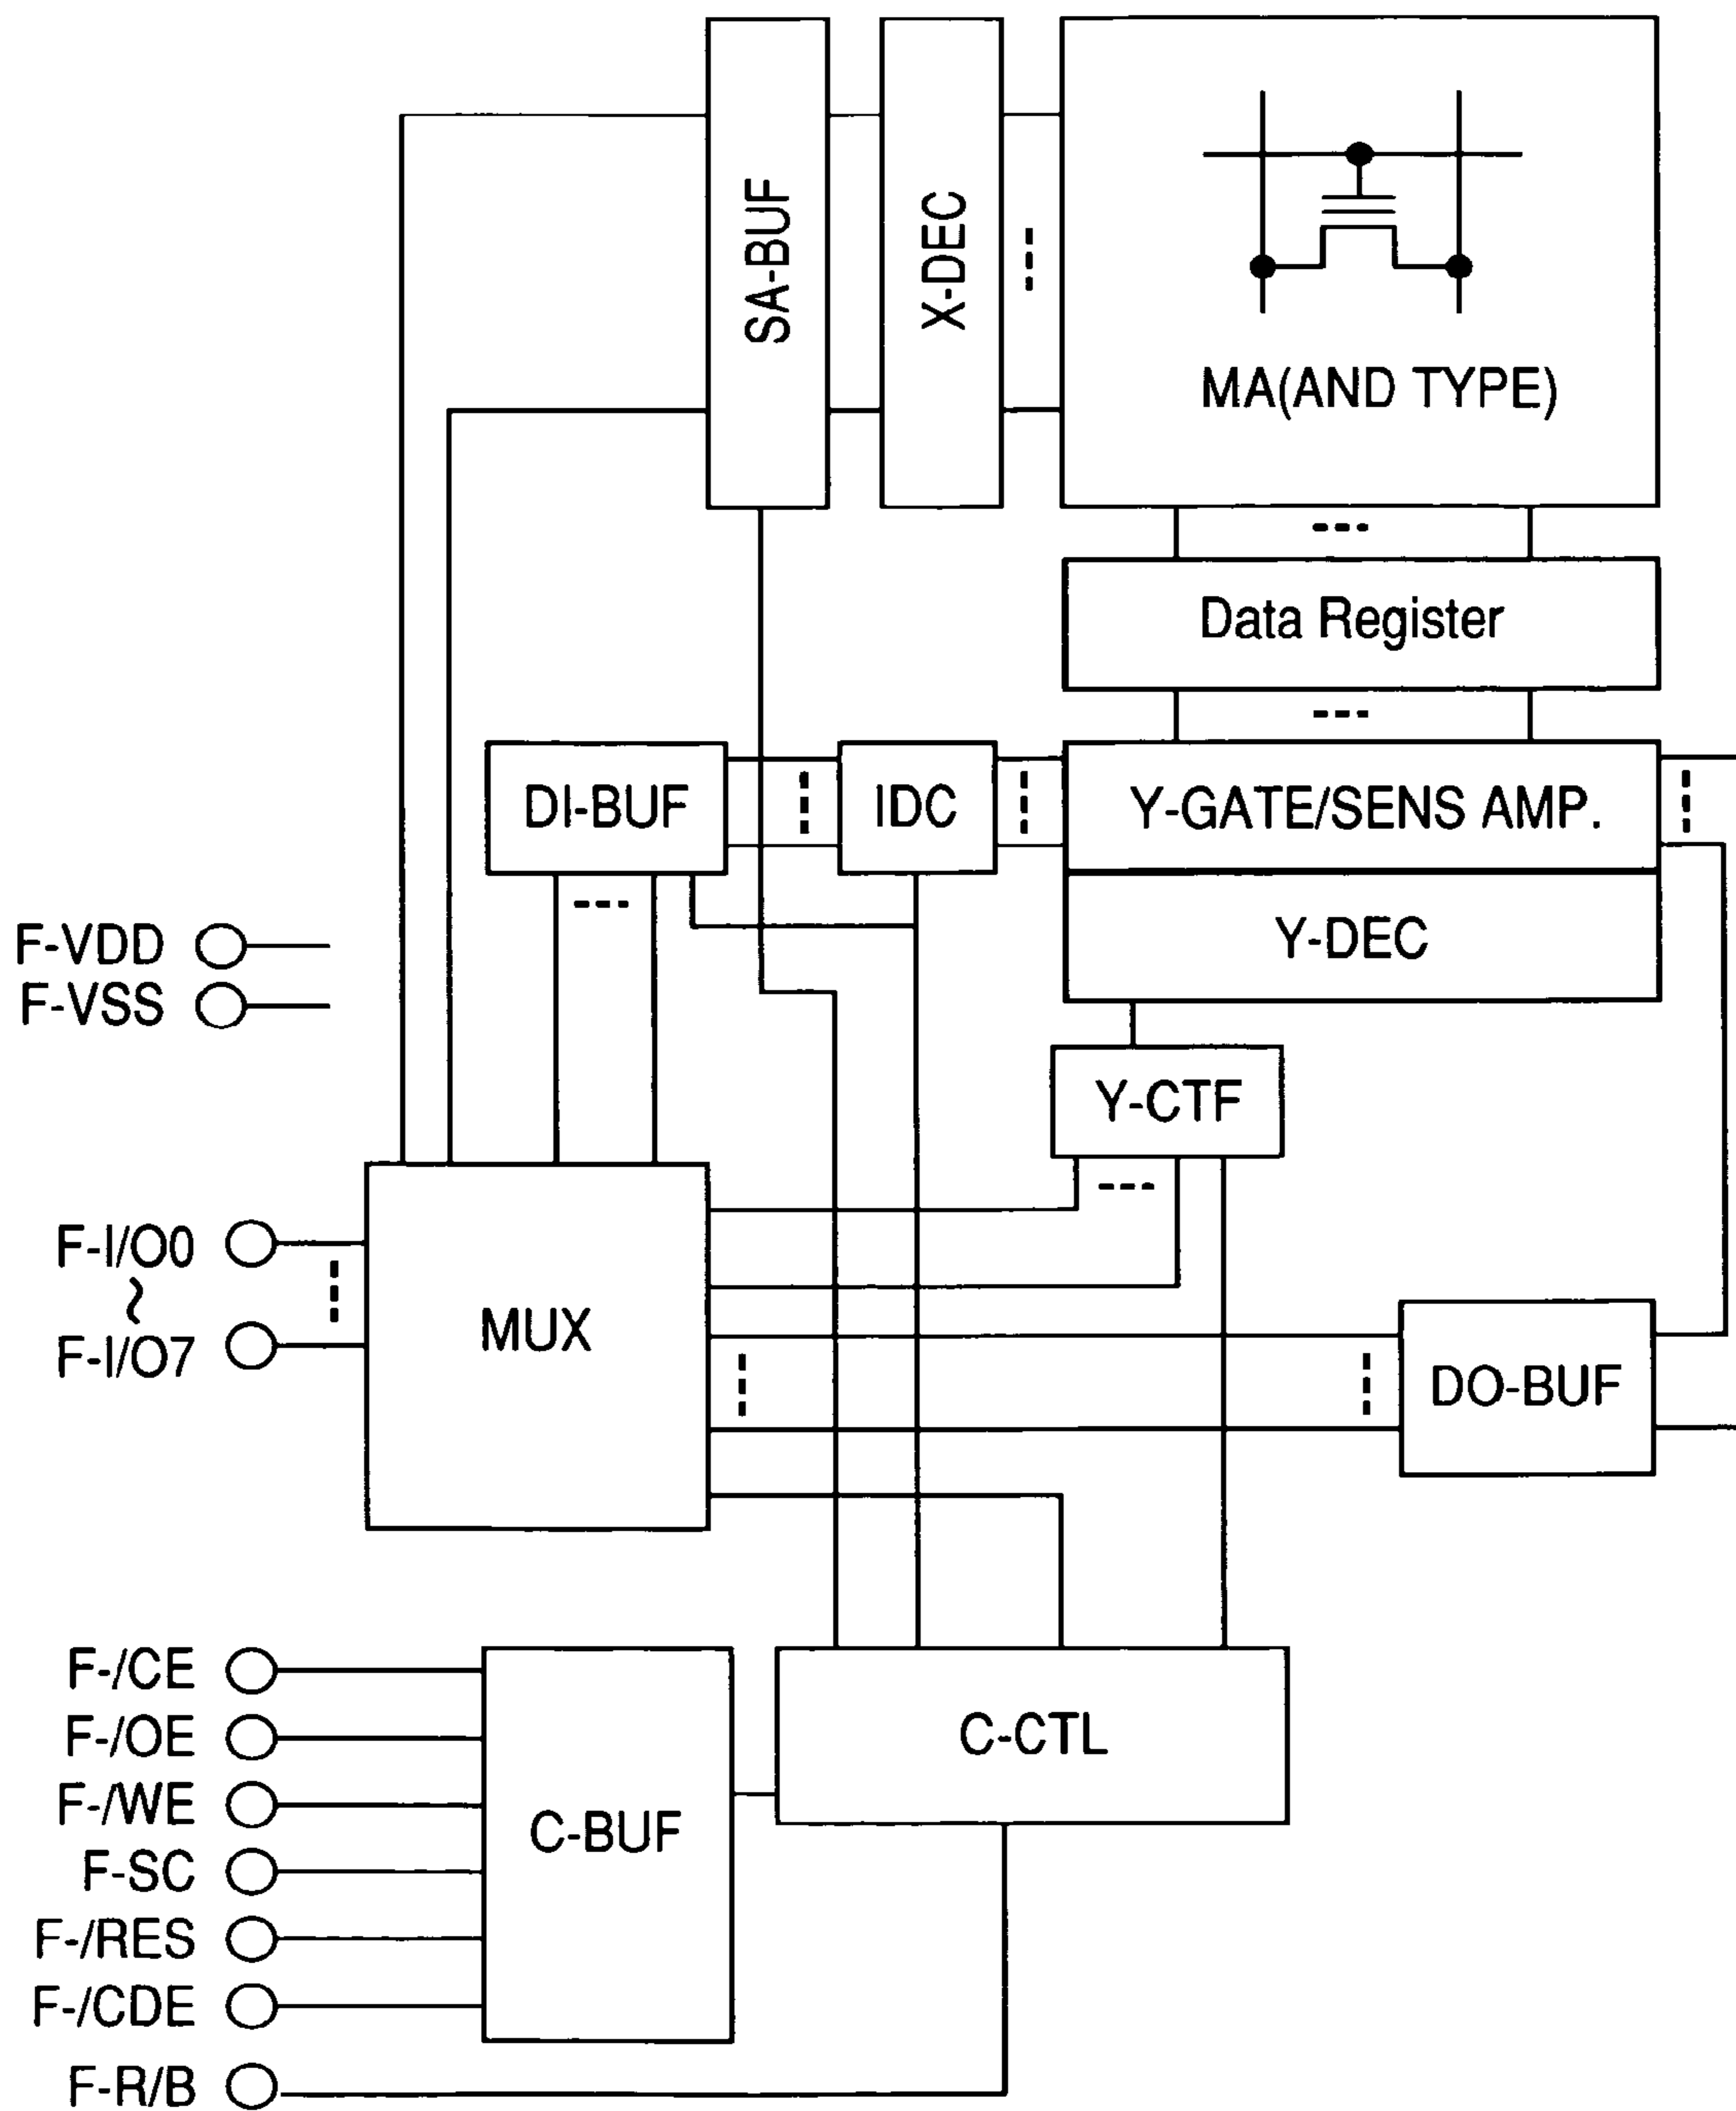 SA-BUF
X-DEC
MA(AND TYPE)
Data Register
DI-BUF
IDC
Y-GATE/SENS AMP.
Y-DEC
F-VDD
F-VSS
Y-CTF
F-I/O0
~
F-I/O7
MUX
DO-BUF
F-/CE
F-/OE
F-/WE
F-SC
F-/RES
F-/CDE
F-R/B
C-BUF
C-CTL